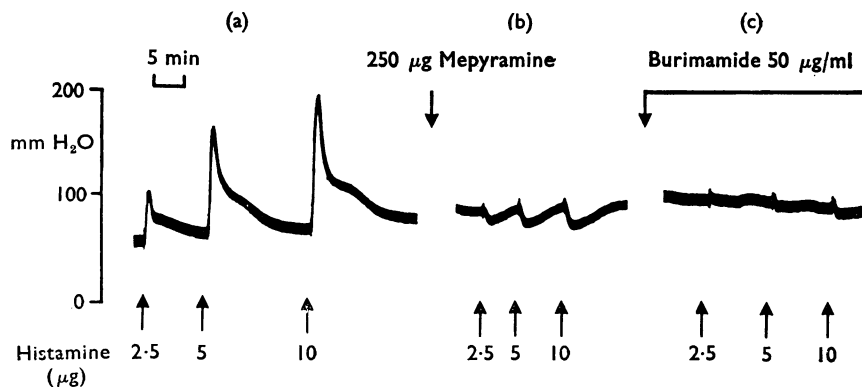 (a) (b) (c)
5 min 250 μg Mepyramine Burimamide 50 μg/ml
200
mm H₂O
100
0
Histamine 2·5 5 10 2·5 5 10 2·5 5 10
(μg)